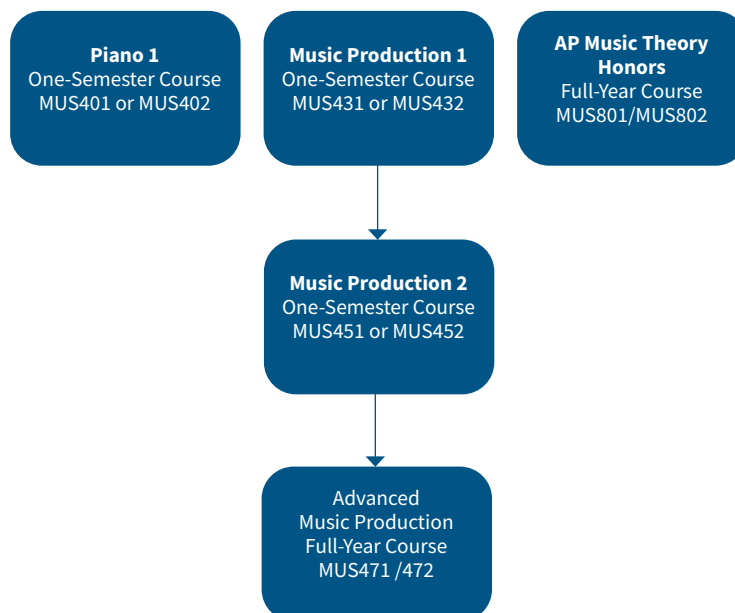 Piano 1
One-Semester Course
MUS401 or MUS402
Music Production 1
One-Semester Course
MUS431 or MUS432
AP Music Theory
Honors
Full-Year Course
MUS801/MUS802
Music Production 2
One-Semester Course
MUS451 or MUS452
Advanced
Music Production
Full-Year Course
MUS471 /472